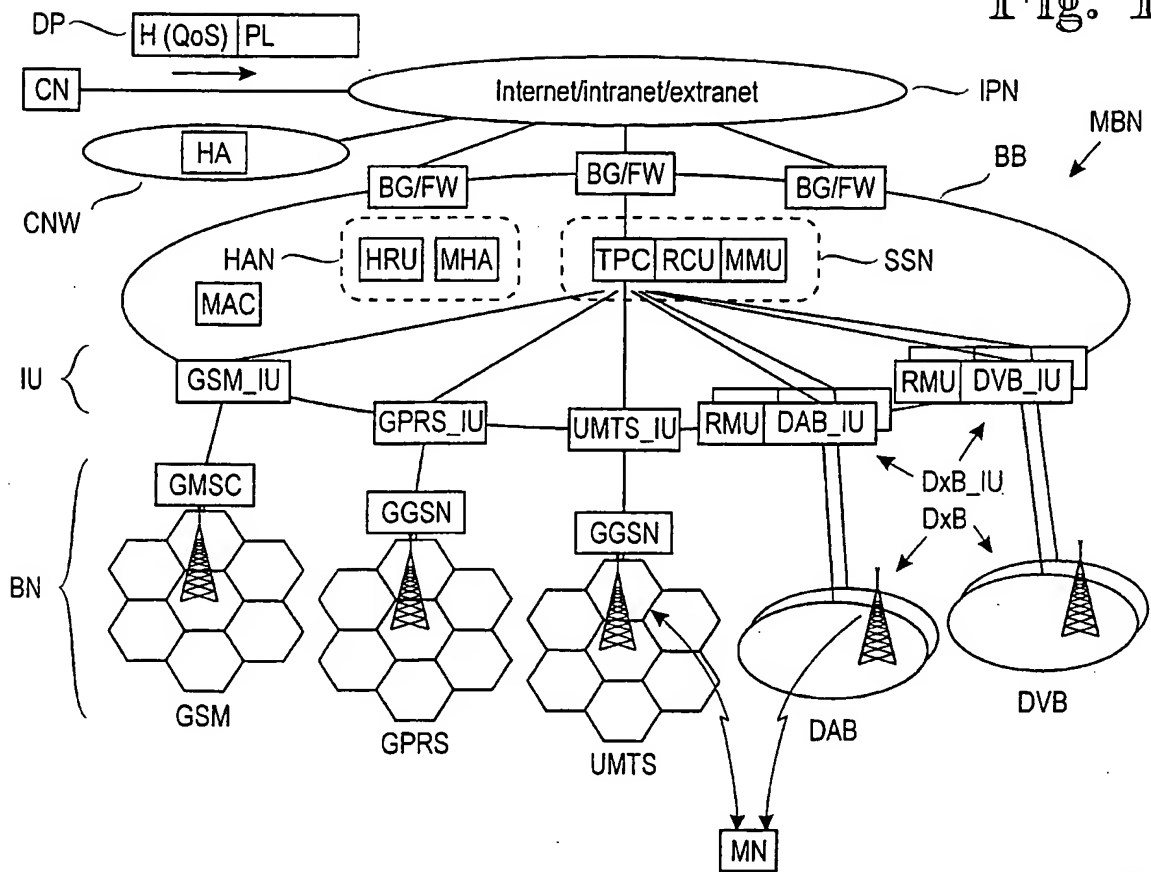 Fig. 1
DP
H (QoS) PL
CN
Internet/intranet/extranet
IPN
MBN
HA
BG/FW
BG/FW
BG/FW
BB
CNW
HAN
HRU
MHA
TPC RCU MMU
SSN
MAC
IU
GSM_IU
GPRS_IU
UMTS_IU
RMU DAB_IU
RMU DVB_IU
DxB_IU
DxB
BN
GMSC
GGSN
GGSN
GSM
GPRS
UMTS
DAB
DVB
MN